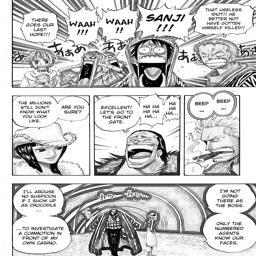 THAT USELESS
IDIOT!! HE
BETTER NOT
HAVE GOTTEN
HIMSELF KILLED!!
SANJI
!!!
WAAH
!!
WAAH
!!!
THERE
GOES OUR
LAST
HOPE!!
BEEP
...
BEEP
HA
HA
HA...
HA HA
HA HA
EXCELLENT!
LET'S GO TO
THE FRONT
GATE.
ARE YOU
SURE?
THE MILLIONS
STILL DON'T
KNOW WHAT
YOU LOOK
LIKE.
I'M NOT
GOING
THERE AS
THE BOSS.
ONLY THE
NUMBERED
AGENTS
KNOW OUR
FACES.
I'LL AROUSE
NO SUSPICION
IF I SHOW UP
AS CROCODILE
...
...TO
INVESTIGATE A
COMMOTION IN
FRONT OF MY
OWN CASINO.